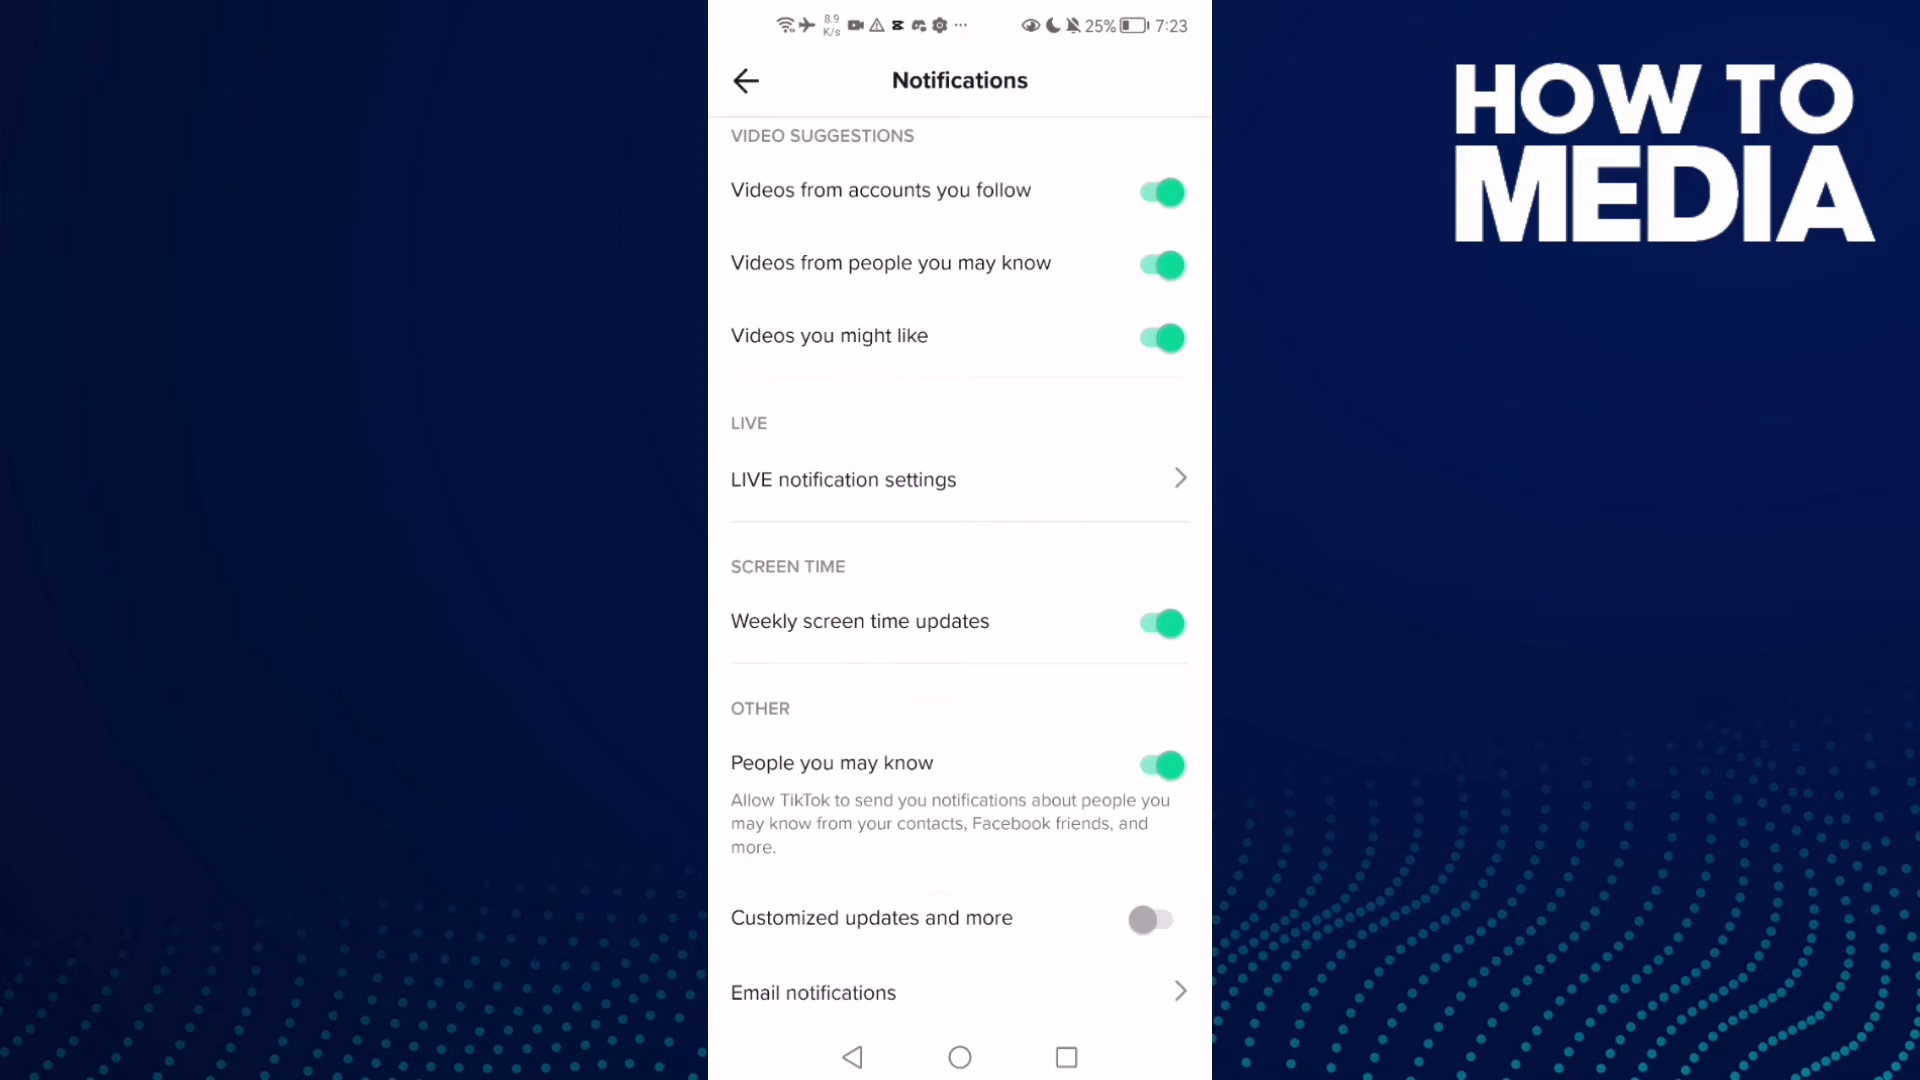 8.9
K/s
25%
7:23
Notifications
VIDEO SUGGESTIONS
Videos from accounts you follow
Videos from people you may know
Videos you might like
LIVE
LIVE notification settings
SCREEN TIME
Weekly screen time updates
OTHER
People you may know
Allow TikTok to send you notifications about people you
may know from your contacts, Facebook friends, and
more.
Customized updates and more
Email notifications
HOW TO
MEDIA